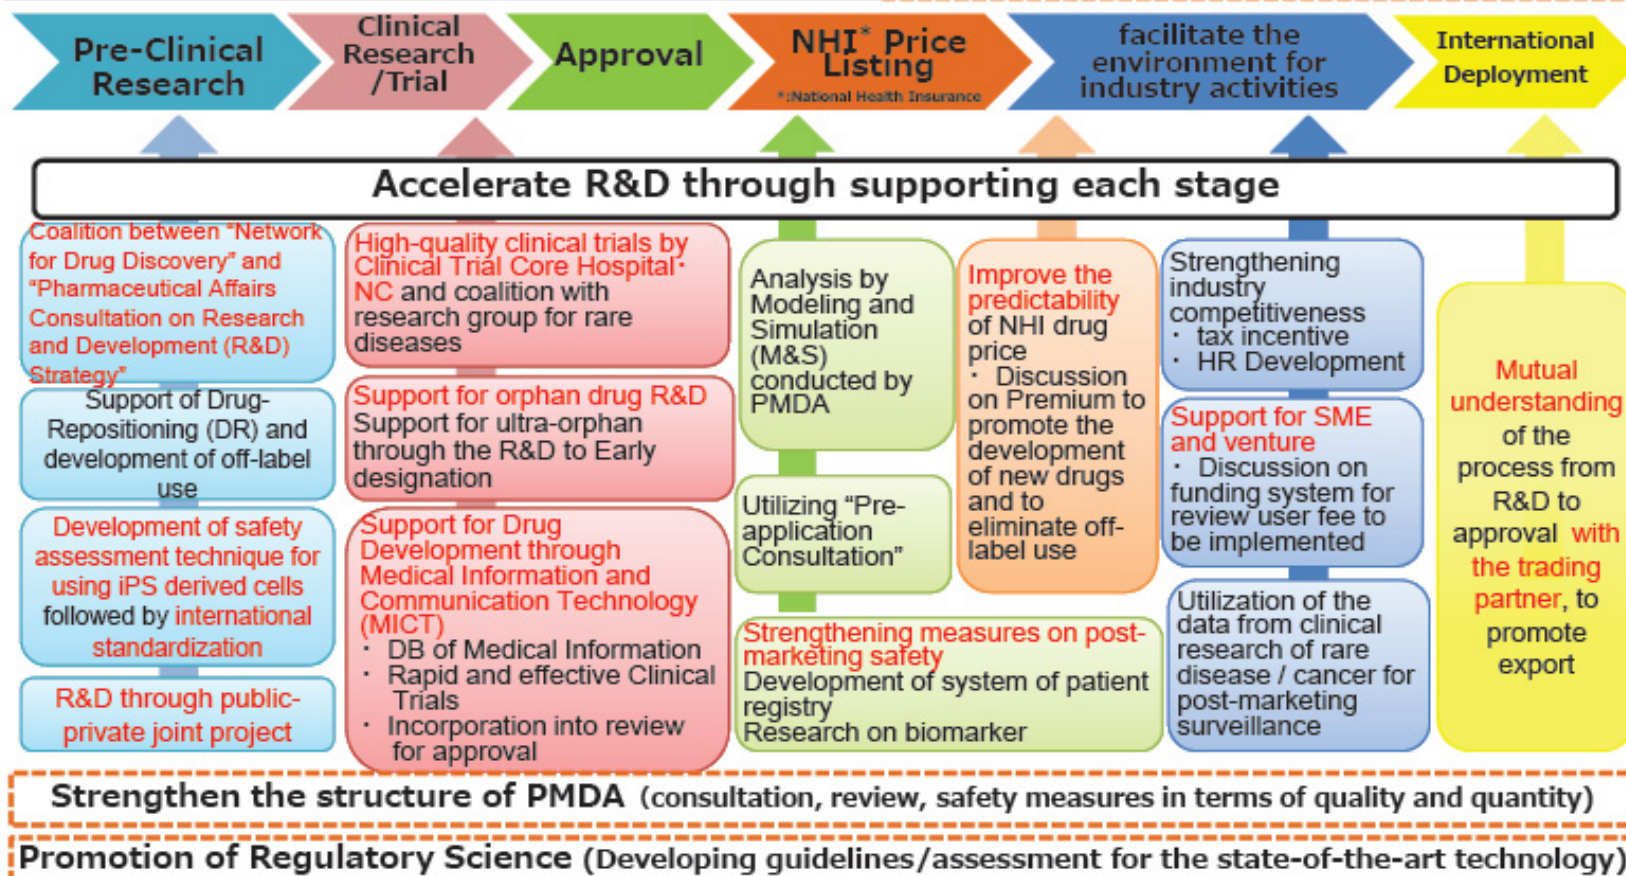 Pre-Clinical
Research
Clinical
Research
/Trial
Approval
NHI* Price
Listing
*:National Health Insurance
facilitate the
environment for
industry activities
International
Deployment
Accelerate R&D through supporting each stage
Coalition between “Network
for Drug Discovery” and
“Pharmaceutical Affairs
Consultation on Research
and Development (R&D)
Strategy”
Support of Drug-
Repositioning (DR) and
development of off-label
use
Development of safety
assessment technique for
using iPS derived cells
followed by international
standardization
R&D through public-
private joint project
High-quality clinical trials by
Clinical Trial Core Hospital・
NC and coalition with
research group for rare
diseases
Support for orphan drug R&D
Support for ultra-orphan
through the R&D to Early
designation
Support for Drug
Development through
Medical Information and
Communication Technology
(MICT)
・ DB of Medical Information
・ Rapid and effective Clinical
Trials
・ Incorporation into review
for approval
Analysis by
Modeling and
Simulation
(M&S)
conducted by
PMDA
Utilizing “Pre-
application
Consultation”
Strengthening measures on post-
marketing safety
Development of system of patient
registry
Research on biomarker
Improve the
predictability
of NHI drug
price
・ Discussion
on Premium to
promote the
development
of new drugs
and to
eliminate off-
label use
Strengthening
industry
competitiveness
・ tax incentive
・ HR Development
Support for SME
and venture
・ Discussion on
funding system for
review user fee to
be implemented
Utilization of the
data from clinical
research of rare
disease / cancer for
post-marketing
surveillance
Mutual
understanding
of the
process from
R&D to
approval with
the trading
partner, to
promote
export
Strengthen the structure of PMDA (consultation, review, safety measures in terms of quality and quantity)
Promotion of Regulatory Science (Developing guidelines/assessment for the state-of-the-art technology)